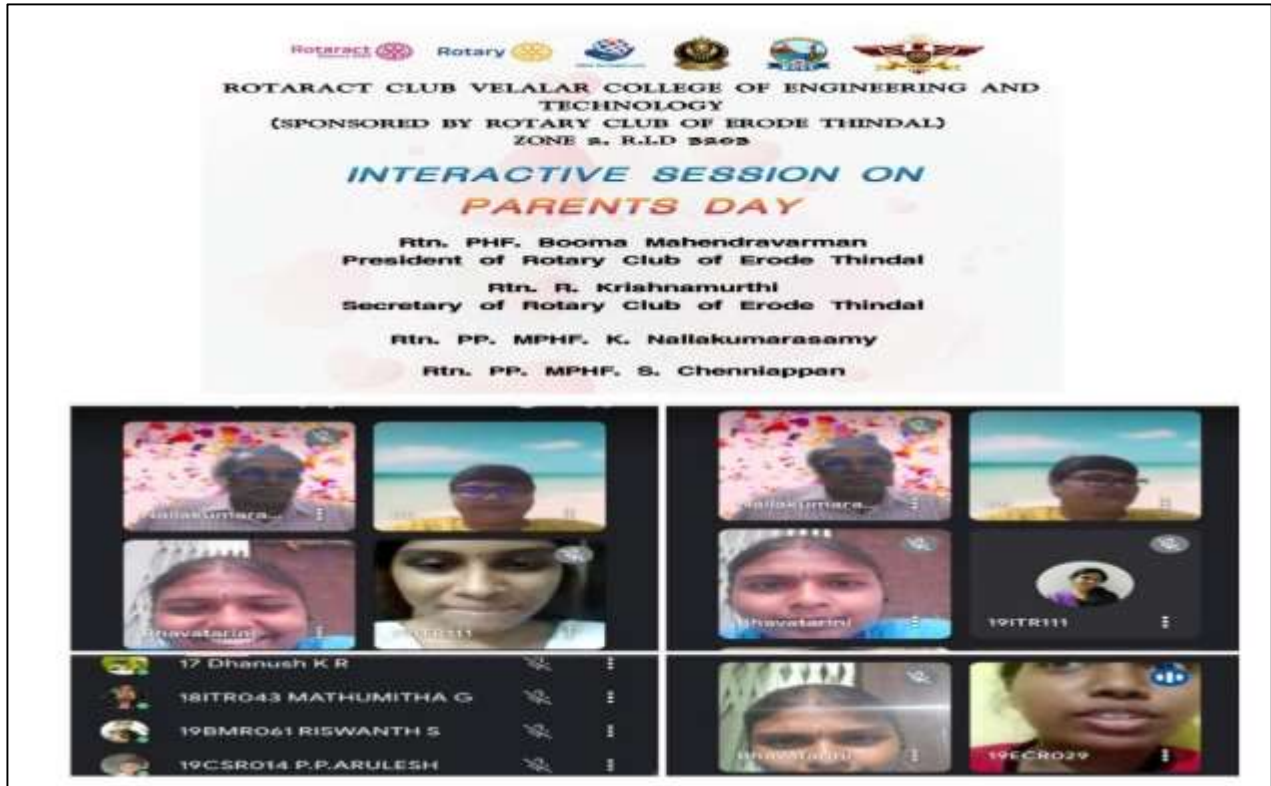 Rotaract
Rotary
ROTARACT CLUB VELALAR COLLEGE OF ENGINEERING AND
TECHNOLOGY
(SPONSORED BY ROTARY CLUB OF ERODE THINDAL)
ZONE 2, R.I.D 3203
INTERACTIVE SESSION ON
PARENTS DAY
Rtn. PHF. Booma Mahendravarman
President of Rotary Club of Erode Thindal
Rtn. R. Krishnamurthi
Secretary of Rotary Club of Erode Thindal
Rtn. PP. MPHF. K. Nallakumarasamy
Rtn. PP. MPHF. S. Chenniappan
Nallakumara...
Bhavatarini
Nallakumara...
Bhavatarini
19ITR111
17 Dhanush K R
18ITR043 MATHUMITHA G
19BMR061 RISWANTH S
19CSR014 P.P.ARULESH
Bhavatarini
19ECR029